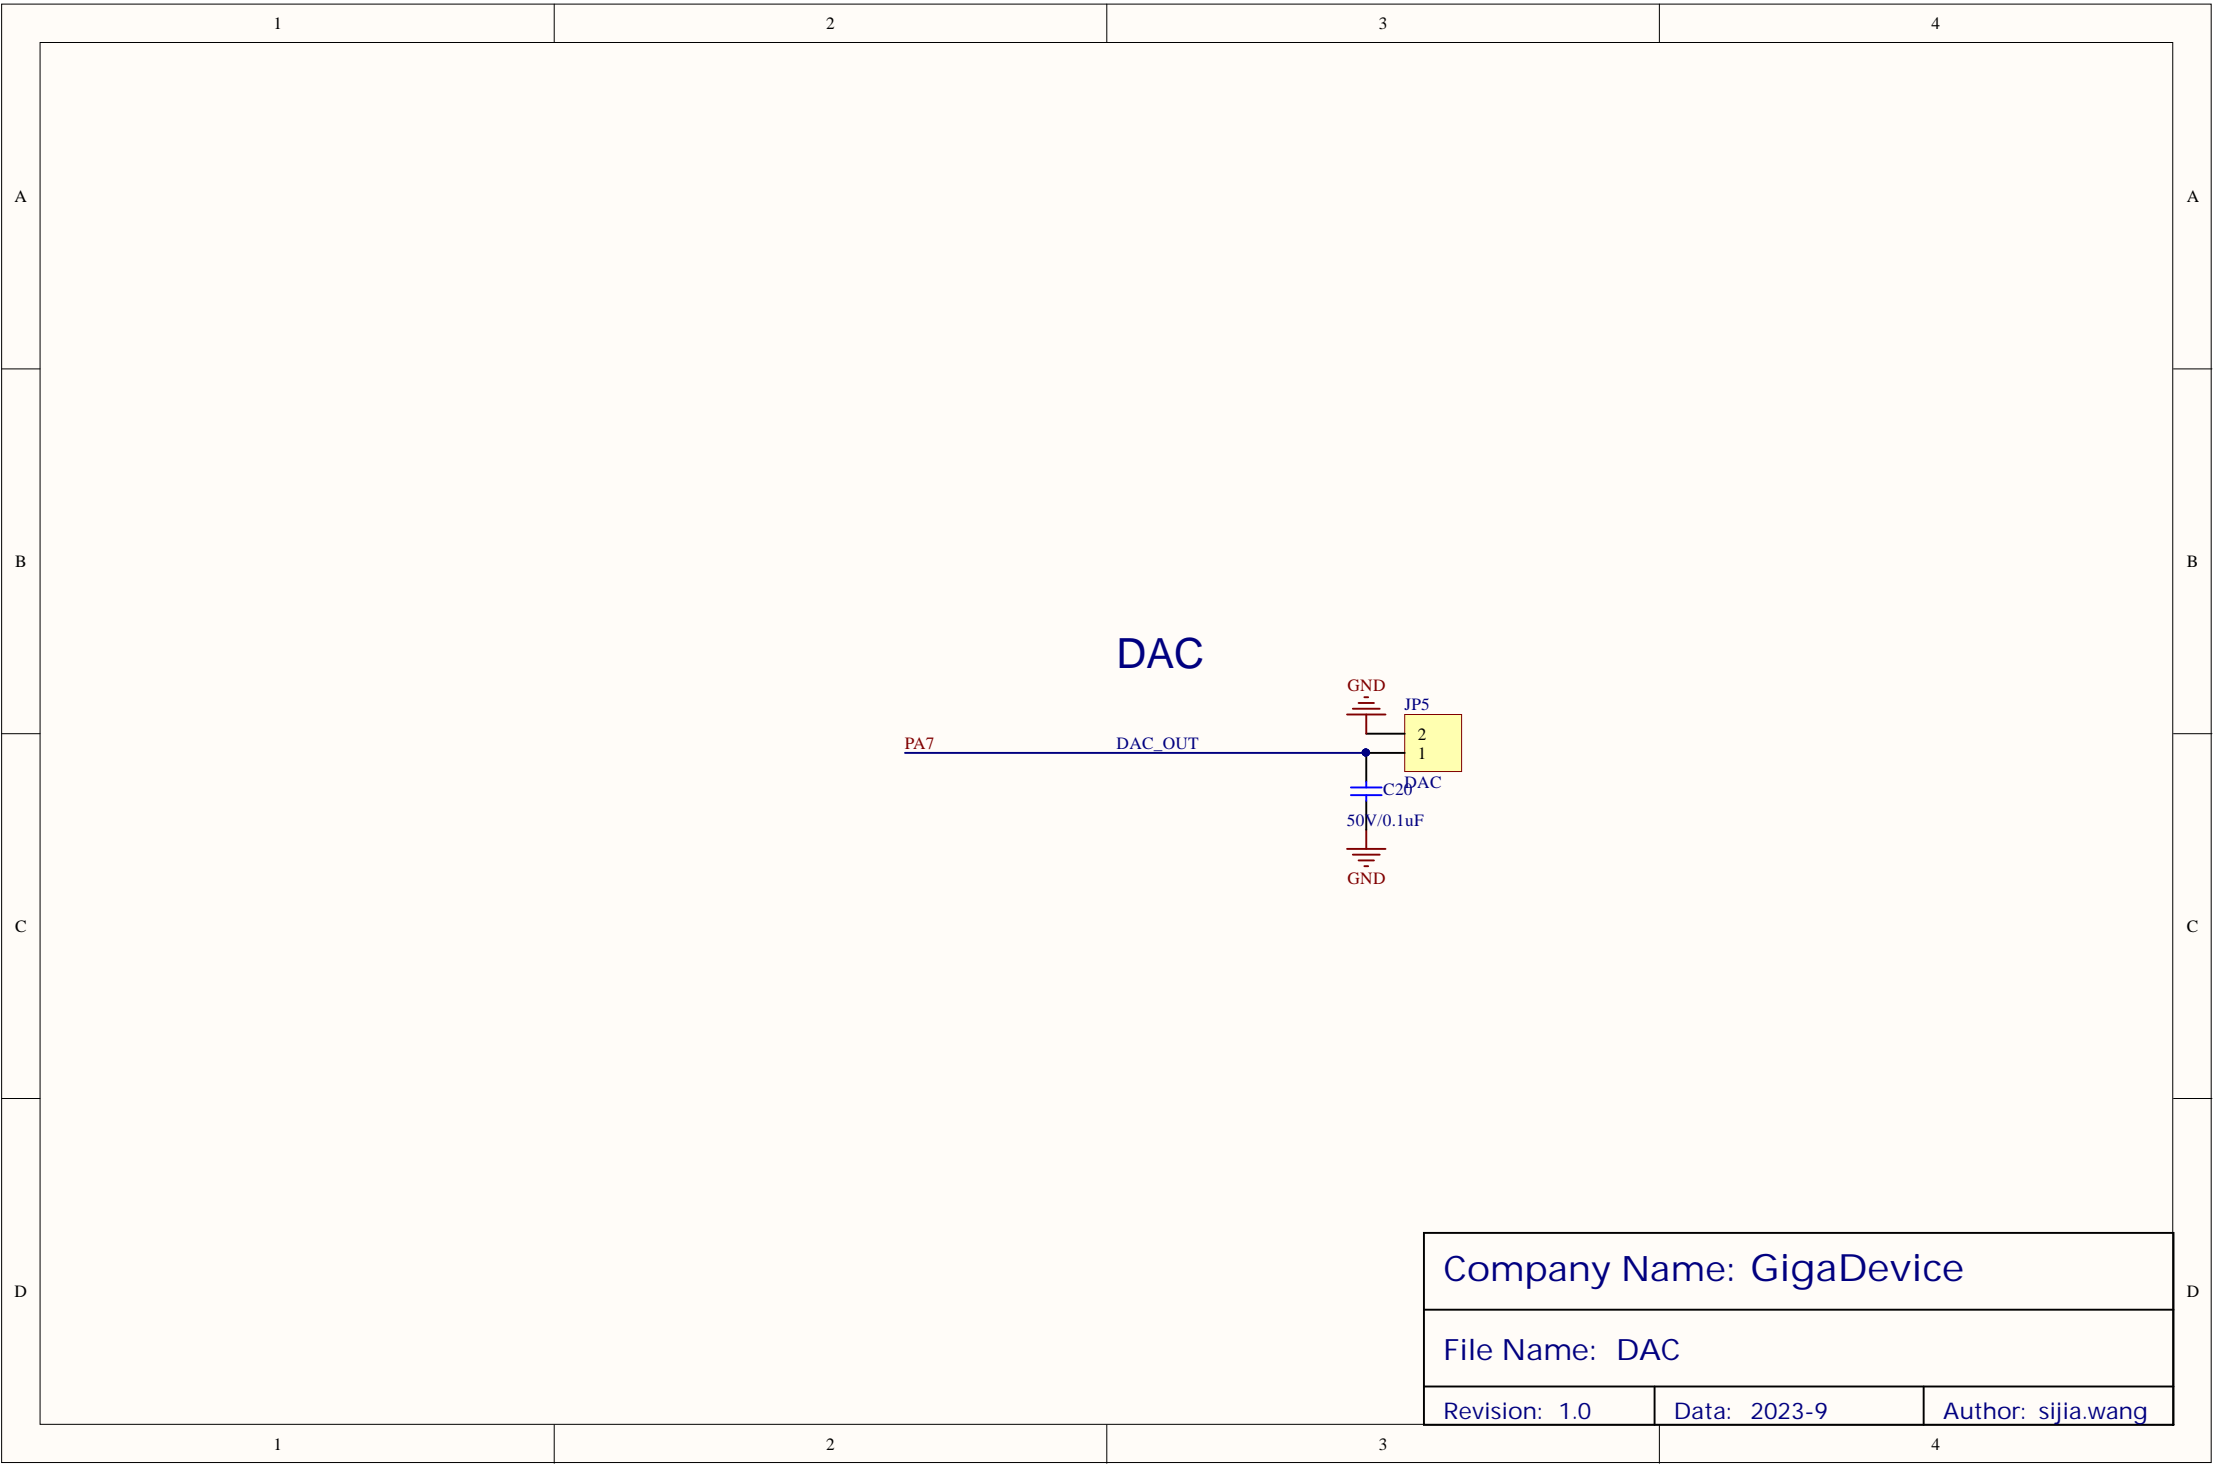 1 2 3 4
A A
B B
DAC
GND
JP5
2
PA7 DAC_OUT
1
DAC
C20
50V/0.1uF
GND
C C
Company Name: GigaDevice
D D
File Name: DAC
Revision: 1.0 Data: 2023-9 Author: sijia.wang
1 2 3 4